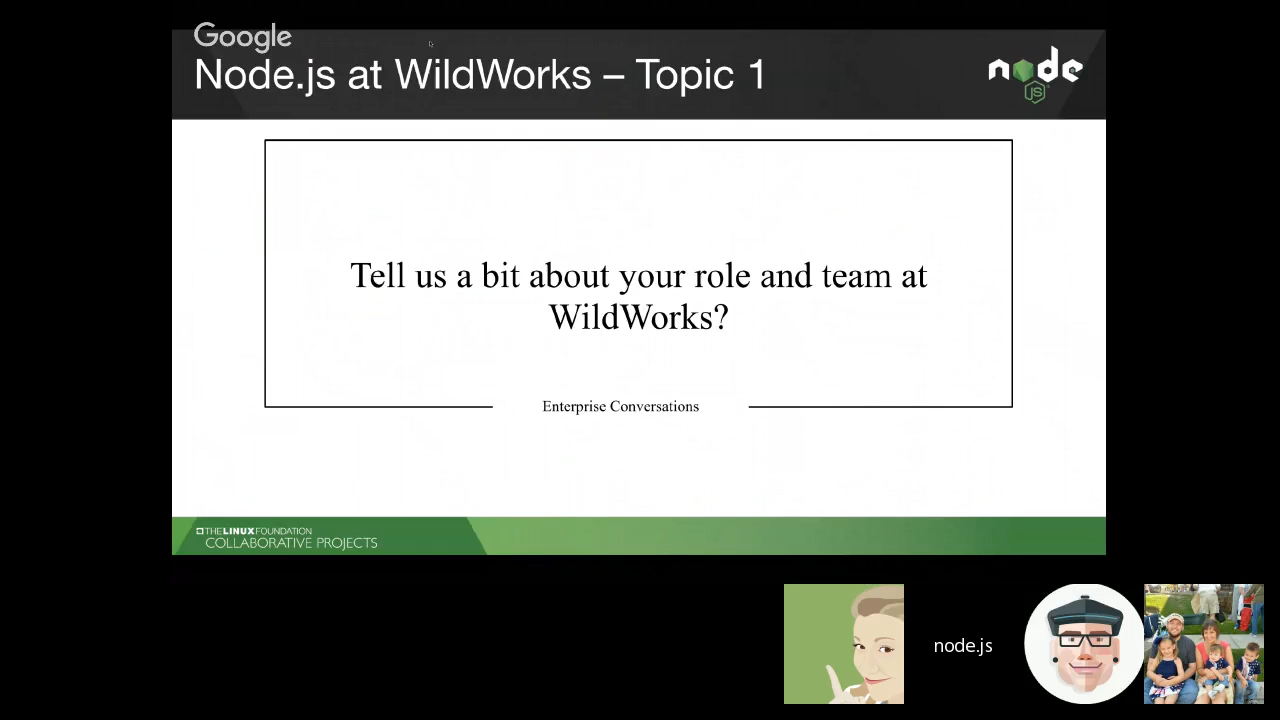 Google
Node.js at WildWorks – Topic 1
node
JS
Tell us a bit about your role and team at
WildWorks?
Enterprise Conversations
THE LINUX FOUNDATION
COLLABORATIVE PROJECTS
node.js